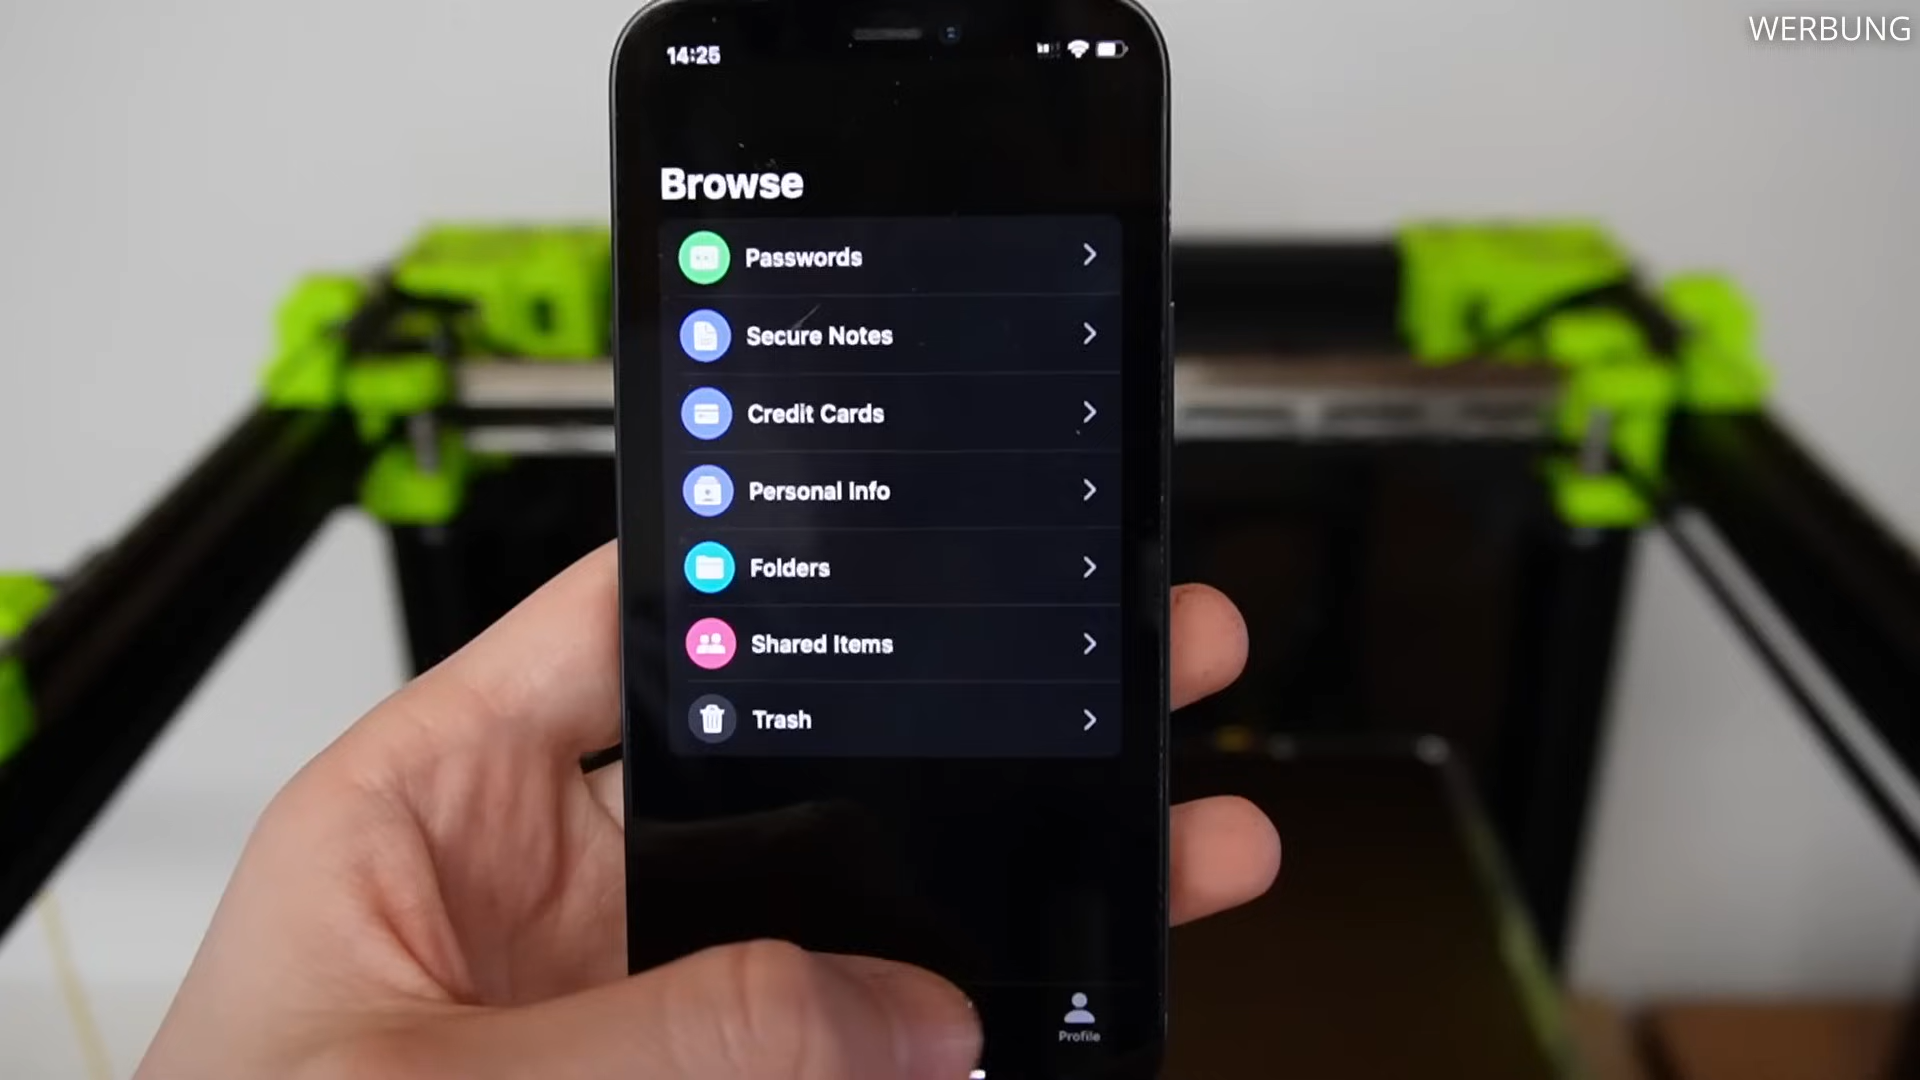 WERBUNG
14:25
Browse
Passwords
Secure Notes
Credit Cards
Personal Info
Folders
Shared Items
Trash
Profile